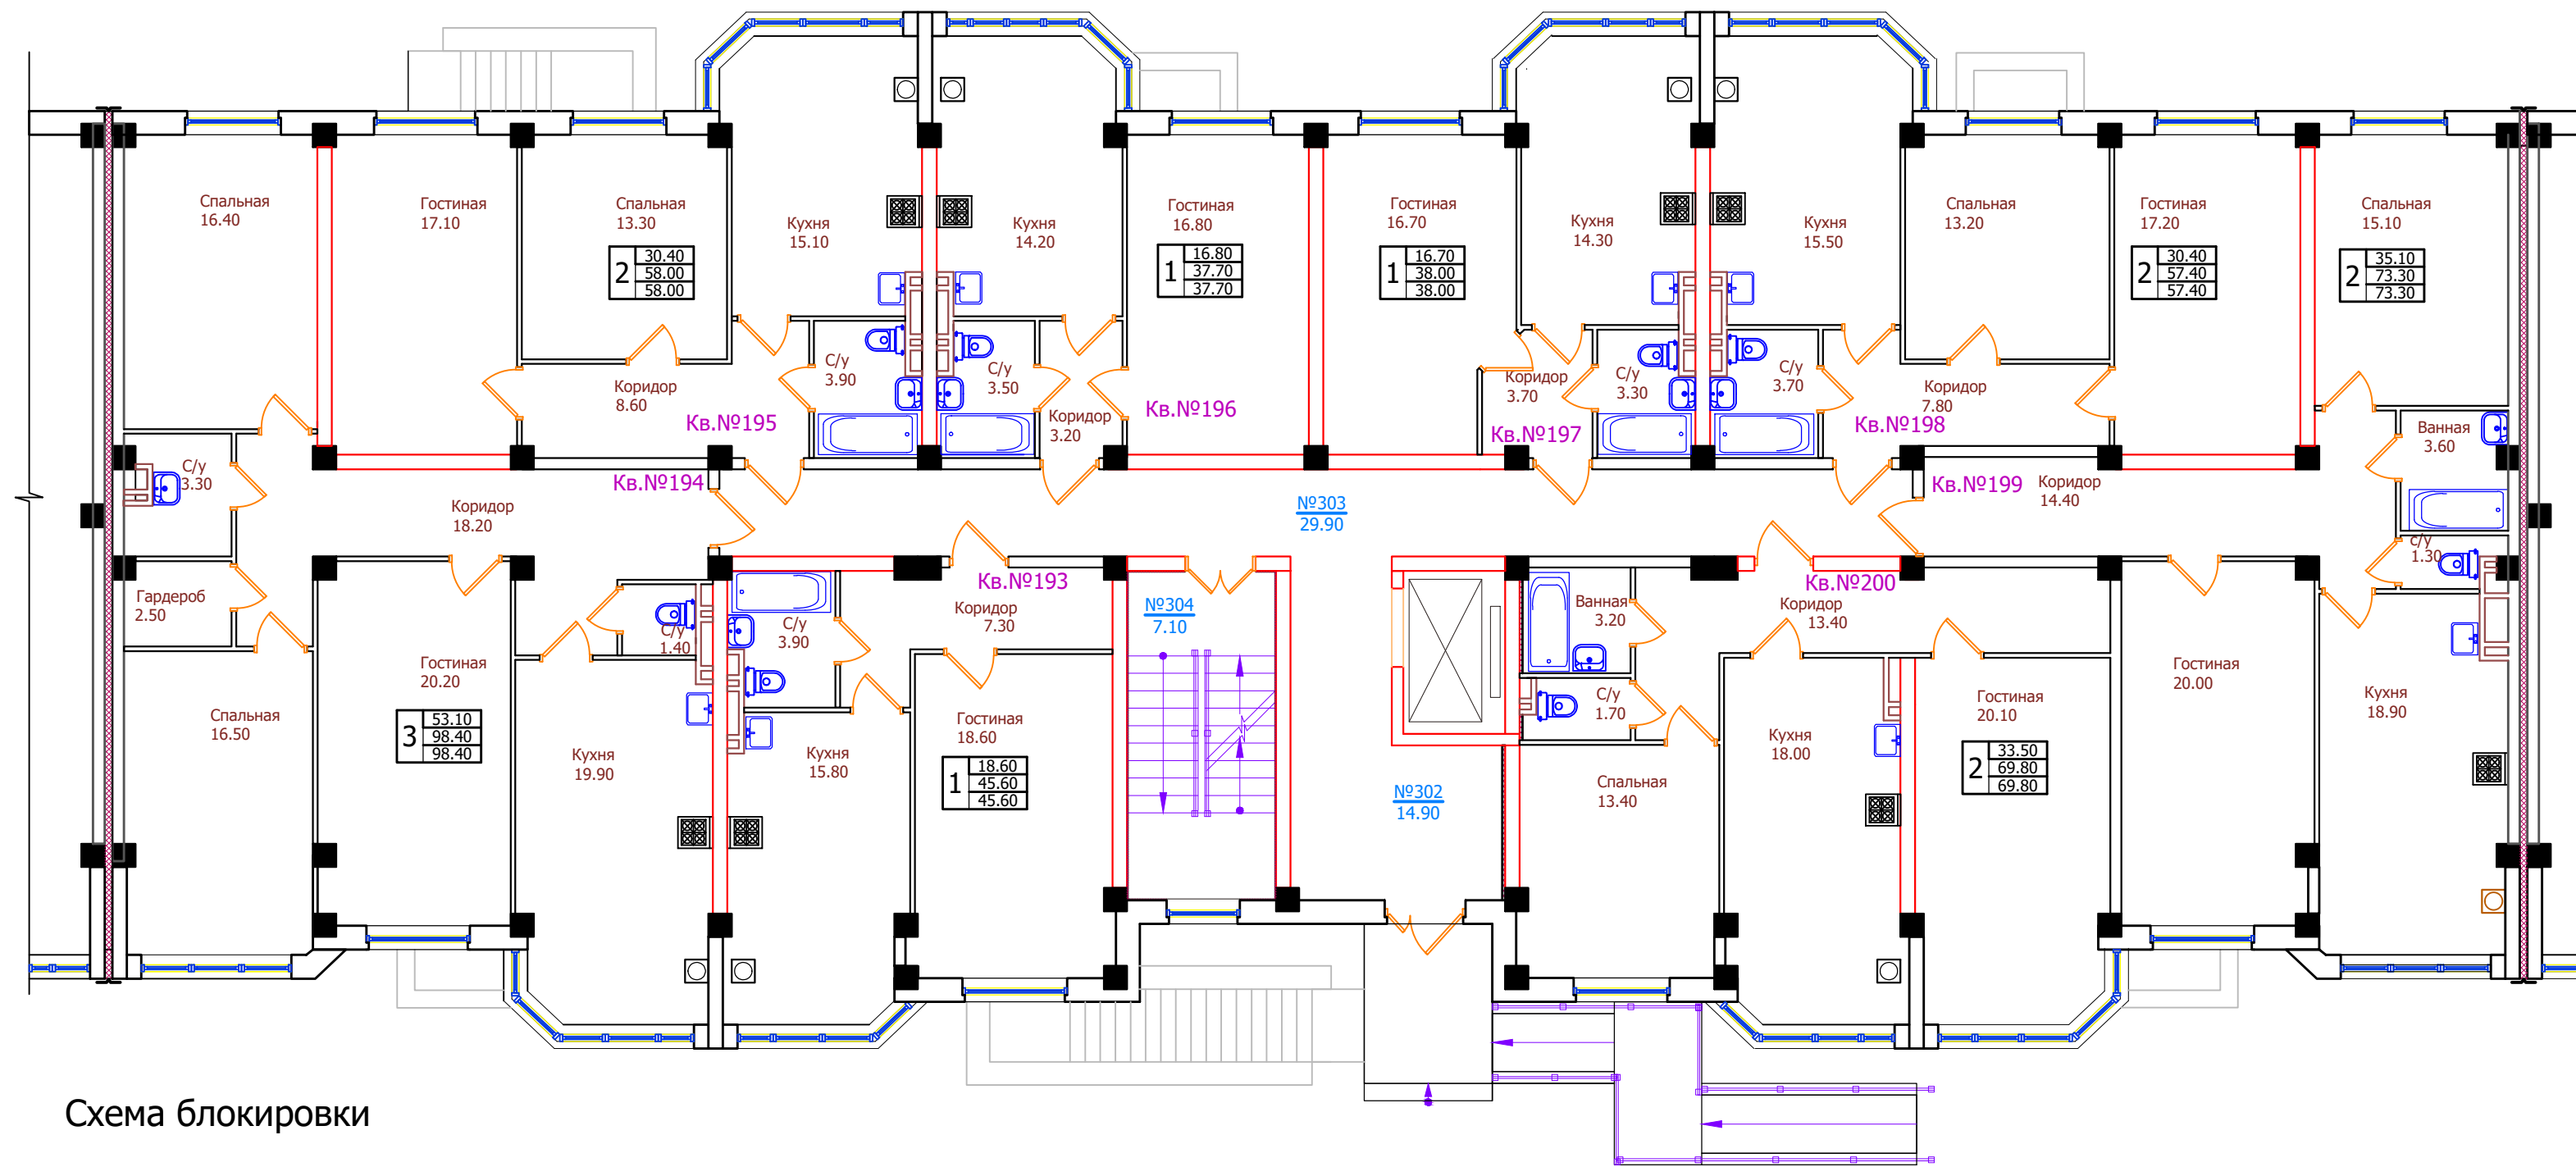 Спальная
16.40
Гостиная
17.10
Спальная
13.30
2
30.40
58.00
58.00
Кухня
15.10
Кухня
14.20
Гостиная
16.80
1
16.80
37.70
37.70
Гостиная
16.70
1
16.70
38.00
38.00
Кухня
14.30
Кухня
15.50
Спальная
13.20
Гостиная
17.20
2
30.40
57.40
57.40
Спальная
15.10
2
35.10
73.30
73.30
Коридор
8.60
С/у
3.90
С/у
3.50
Коридор
3.20
Коридор
3.70
С/у
3.30
С/у
3.70
Коридор
7.80
Ванная
3.60
Кв.№195
Кв.№196
Кв.№197
Кв.№198
С/у
3.30
Кв.№194
Коридор
18.20
№303
29.90
Кв.№199
Коридор
14.40
с/у
1.30
Гардероб
2.50
Кв.№193
Коридор
7.30
№304
7.10
Ванная
3.20
Кв.№200
Коридор
13.40
С/у
1.40
С/у
3.90
Гостиная
20.20
Спальная
16.50
3
53.10
98.40
98.40
Кухня
19.90
Кухня
15.80
Гостиная
18.60
1
18.60
45.60
45.60
№302
14.90
С/у
1.70
Спальная
13.40
Кухня
18.00
Гостиная
20.10
2
33.50
69.80
69.80
Гостиная
20.00
Кухня
18.90
Схема блокировки